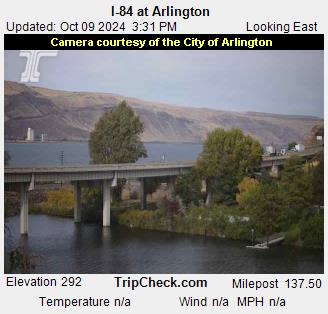 I-84 at Arlington
Updated: Oct 09 2024 3:31 PM Looking East
Camera courtesy of the City of Arlington
Elevation 292 TripCheck.com Milepost 137.50
Temperature n/a Wind n/a MPH n/a